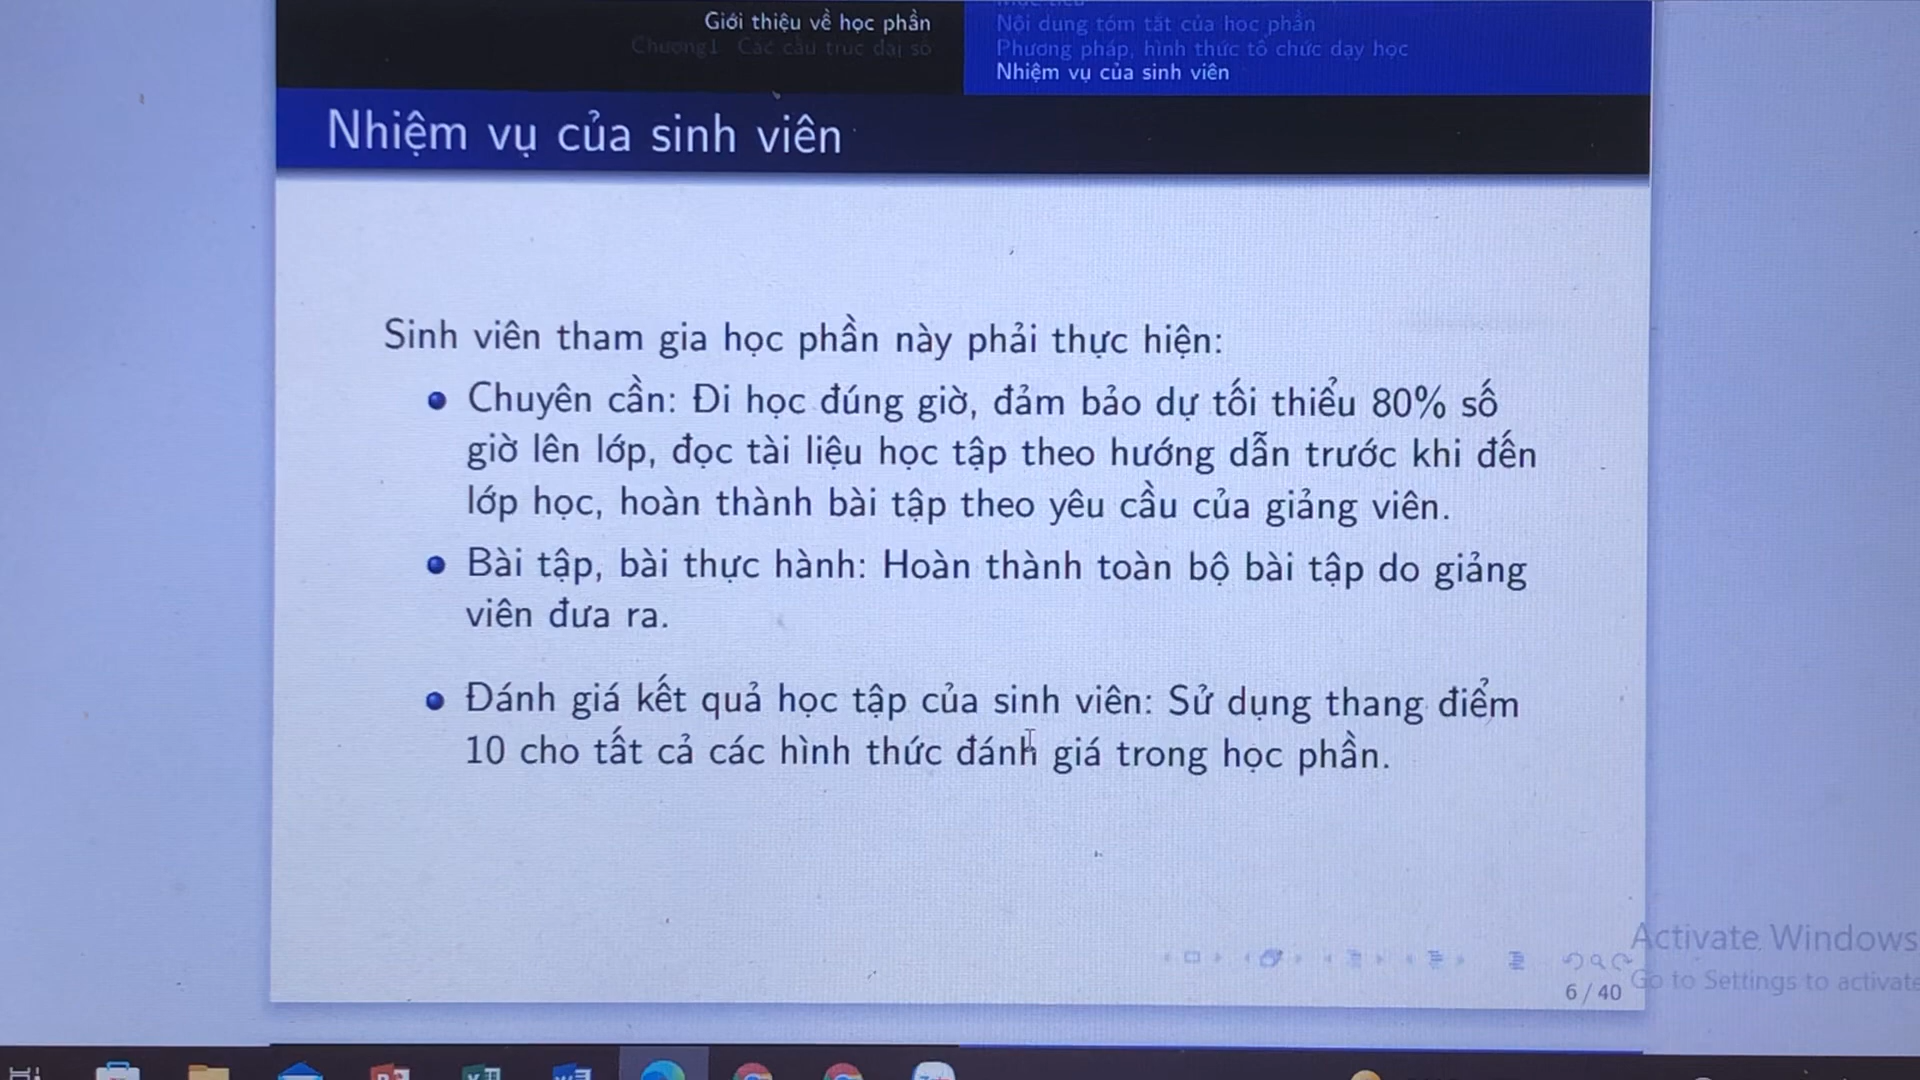 Giới thiệu về học phần
Chương1 Các cấu trúc đại số
Nội dung tóm tắt của học phần
Phương pháp, hình thức tổ chức dạy học
Nhiệm vụ của sinh viên
Nhiệm vụ của sinh viên
Sinh viên tham gia học phần này phải thực hiện:
Chuyên cần: Đi học đúng giờ, đảm bảo dự tối thiểu 80% số
giờ lên lớp, đọc tài liệu học tập theo hướng dẫn trước khi đến
lớp học, hoàn thành bài tập theo yêu cầu của giảng viên.
Bài tập, bài thực hành: Hoàn thành toàn bộ bài tập do giảng
viên đưa ra.
Đánh giá kết quả học tập của sinh viên: Sử dụng thang điểm
10 cho tất cả các hình thức đánh giá trong học phần.
Activate Windows
Go to Settings to activate
6 / 40